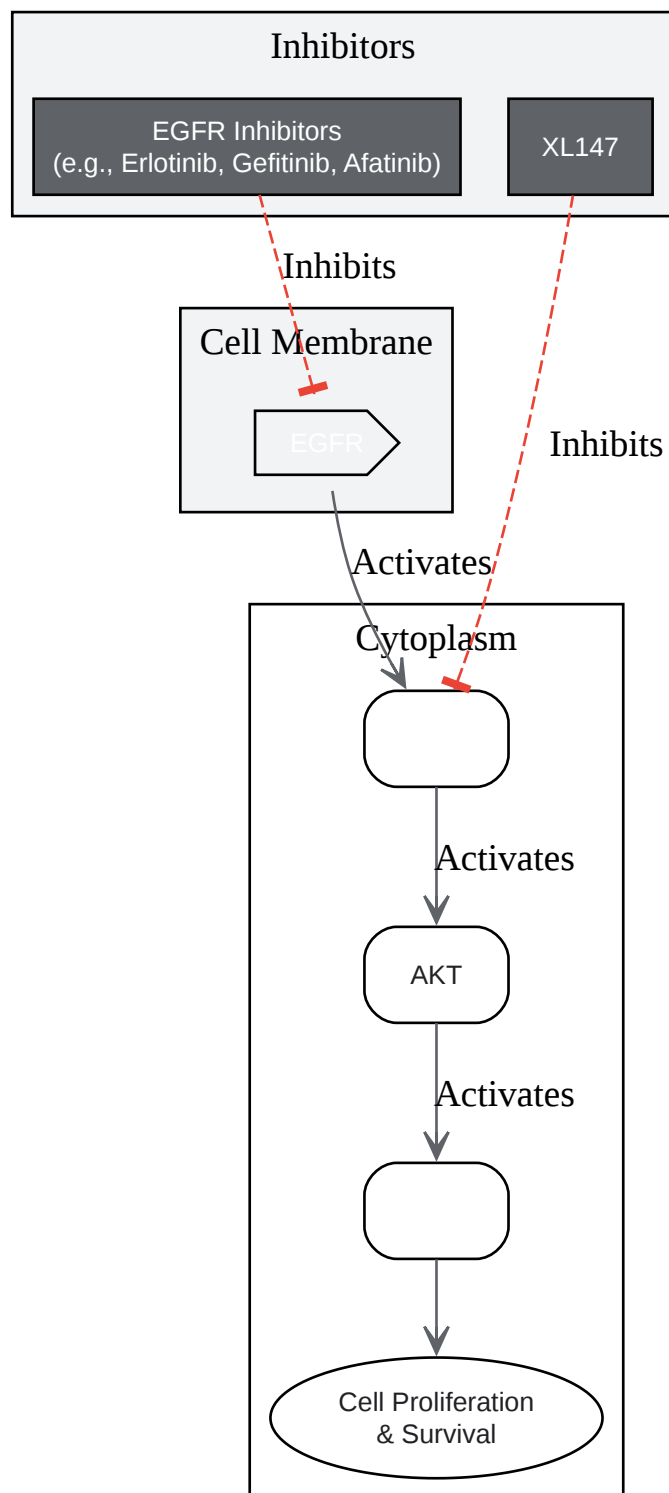 Inhibitors
EGFR Inhibitors
(e.g., Erlotinib, Gefitinib, Afatinib)
XL147
Inhibits
Cell Membrane
EGFR
Inhibits
Activates
Cytoplasm
Activates
AKT
Activates
Cell Proliferation
& Survival